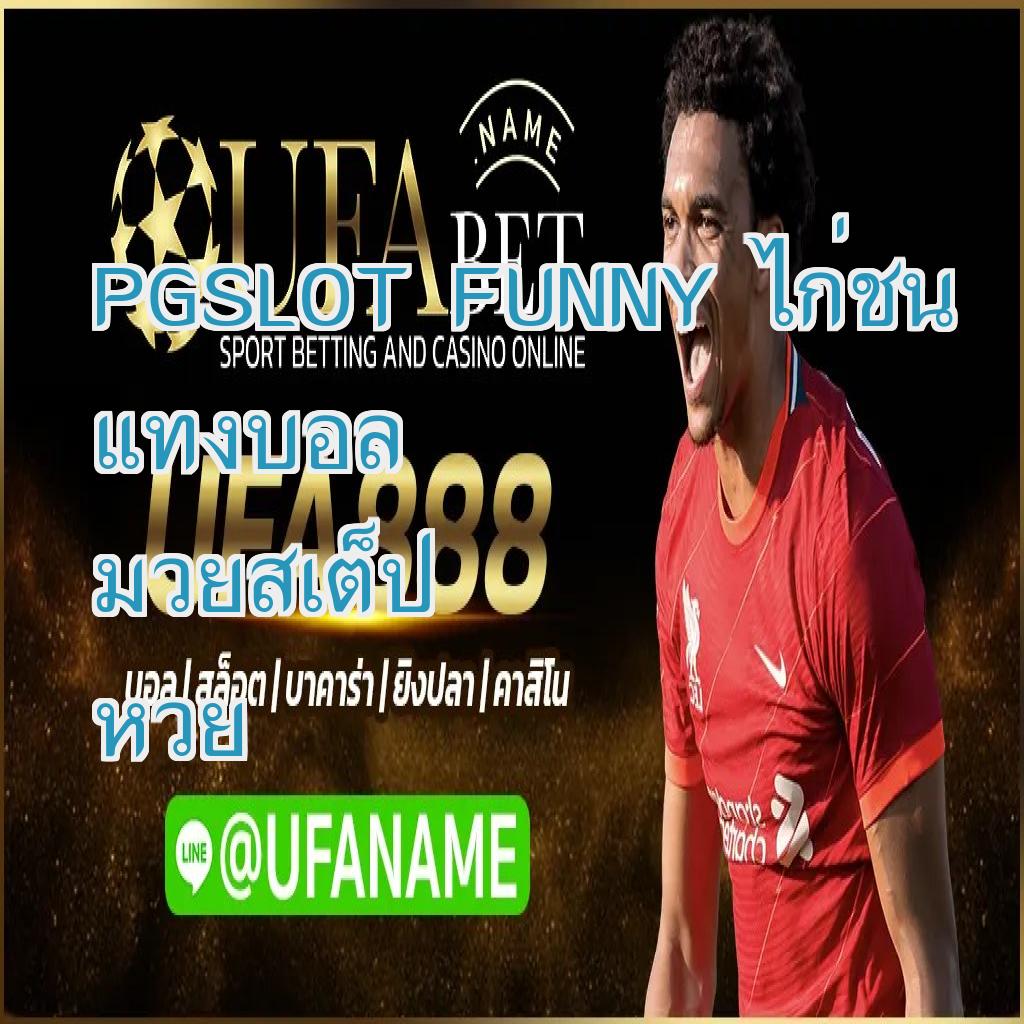 .NAME
UFA BET
PGSLOT FUNNY ไก่ชน
SPORT BETTING AND CASINO ONLINE
แทงบอล
UFA888
มวยสเต็ป
บอล | สล็อต | บาคาร่า | ยิงปลา | คาสิโน
หวย
LINE @UFANAME